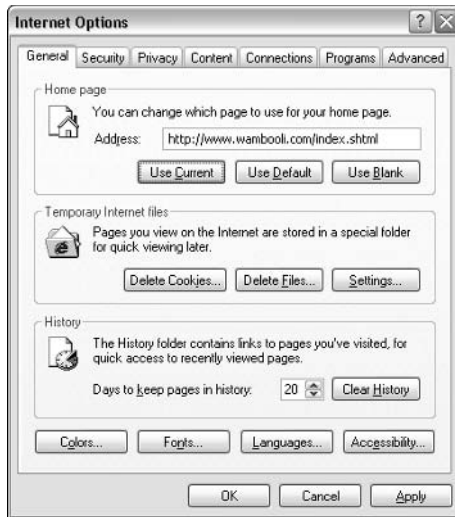 Internet Options
General Security Privacy Content Connections Programs Advanced
Home page
You can change which page to use for your home page.
Address: http://www.wambooli.com/index.shtml
Use Current Use Default Use Blank
Temporary Internet files
Pages you view on the Internet are stored in a special folder
for quick viewing later.
Delete Cookies... Delete Files... Settings...
History
The History folder contains links to pages you've visited, for
quick access to recently viewed pages.
Days to keep pages in history: 20 Clear History
Colors... Fonts... Languages... Accessibility...
OK Cancel Apply